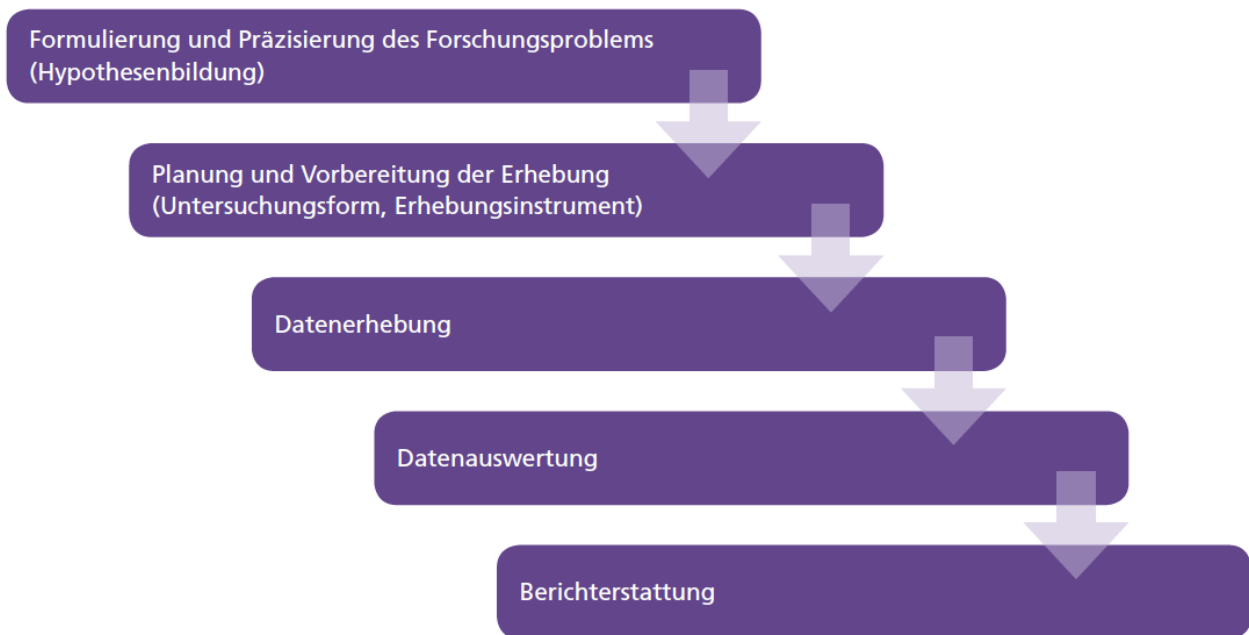 Formulierung und Präzisierung des Forschungsproblems
(Hypothesenbildung)
Planung und Vorbereitung der Erhebung
(Untersuchungsform, Erhebungsinstrument)
Datenerhebung
Datenauswertung
Berichterstattung